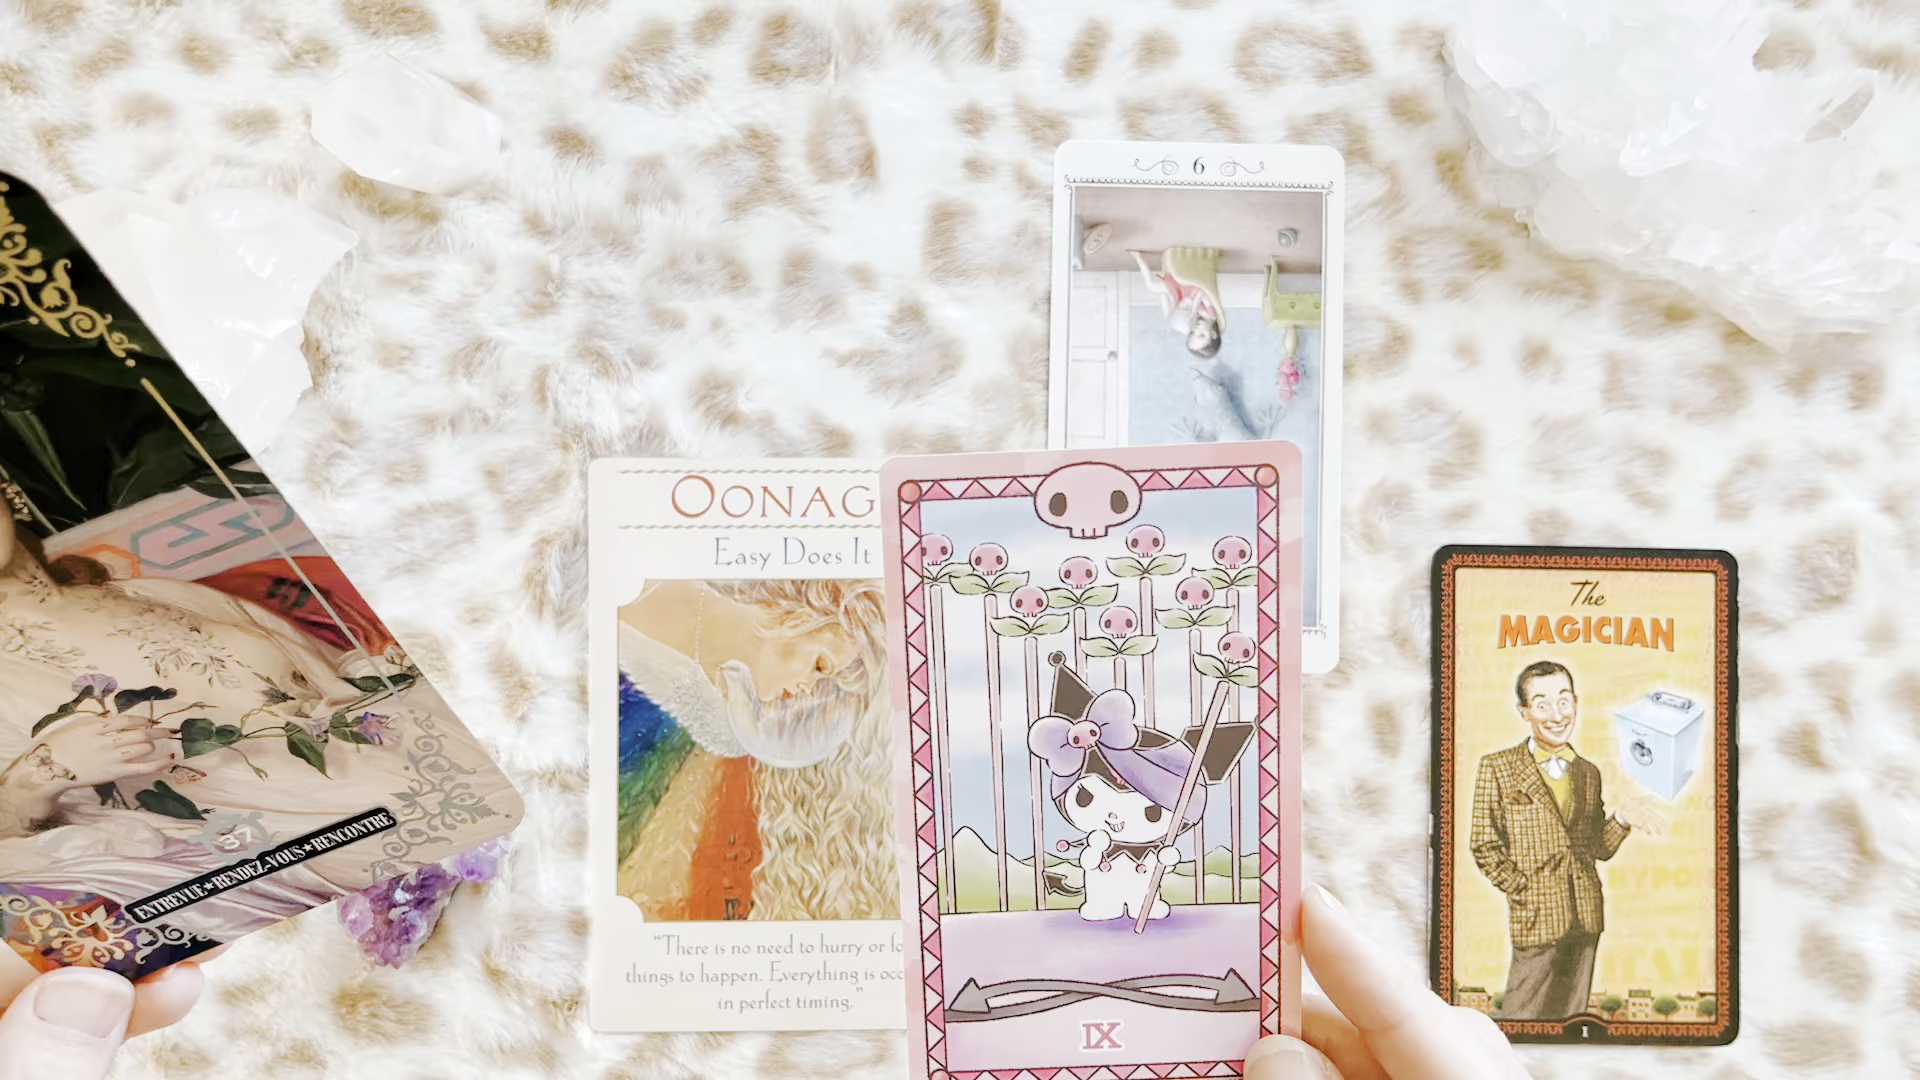 6
OONAG
Easy Does It
"There is no need to hurry or fo
things to happen. Everything is occ
in perfect timing."
IX
The
MAGICIAN
I
37
ENTREVUE★RENDEZ-VOUS★RENCONTRE